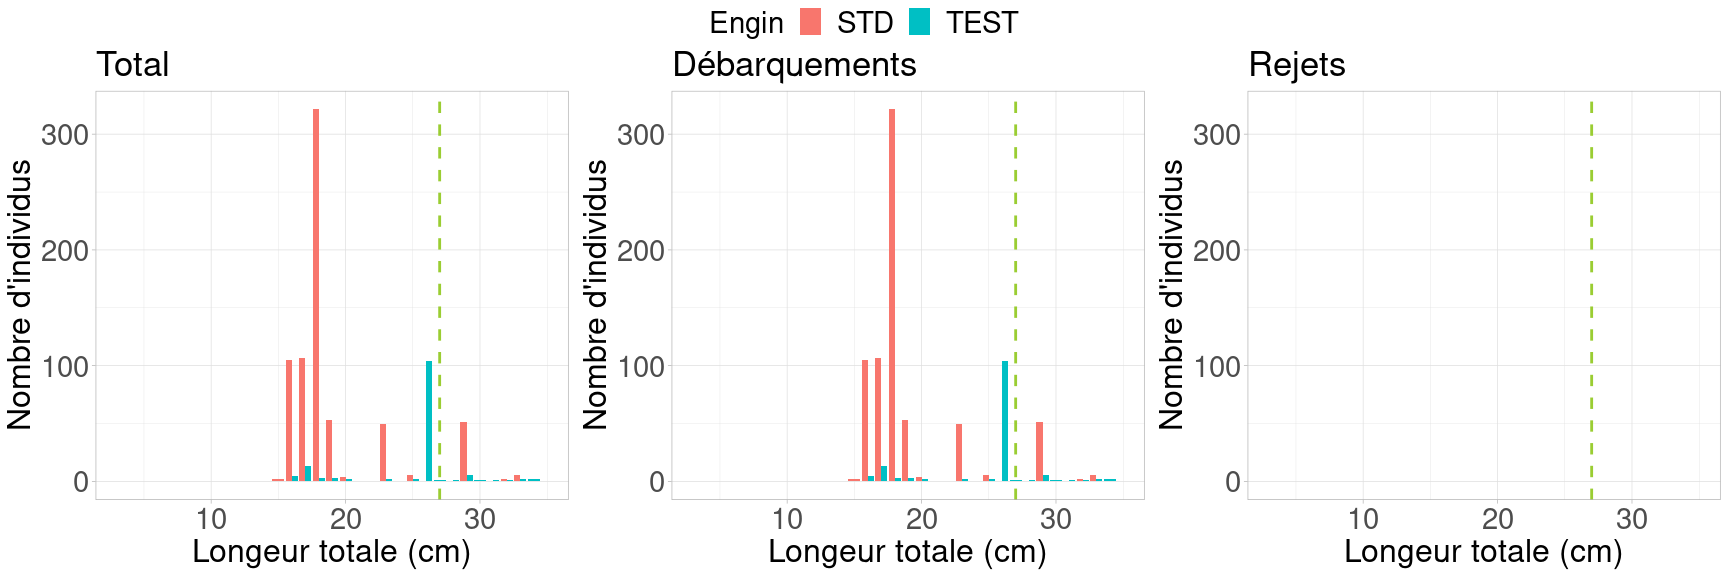 Engin STD TEST
Total
Débarquements
Rejets
Nombre d'individus
300
200
100
0
10 20 30
Longeur totale (cm)
Nombre d'individus
300
200
100
0
10 20 30
Longeur totale (cm)
Nombre d'individus
300
200
100
0
10 20 30
Longeur totale (cm)